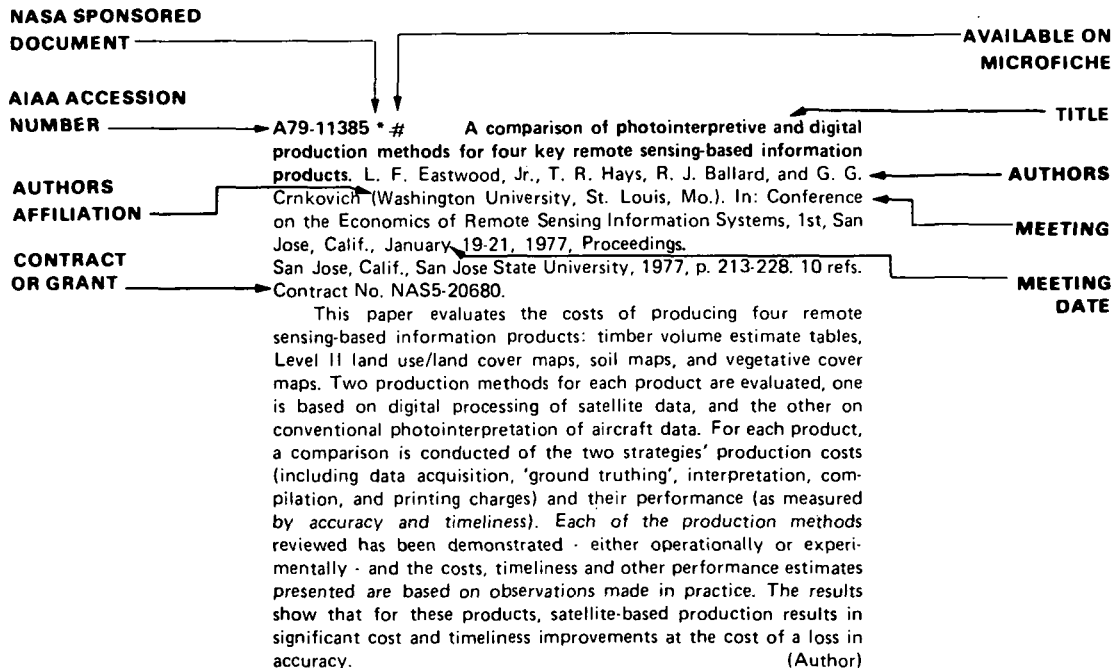 NASA SPONSORED
DOCUMENT
AVAILABLE ON
MICROFICHE
AIAA ACCESSION
NUMBER
TITLE
A79-11385 * # A comparison of photointerpretive and digital
production methods for four key remote sensing-based information
products. L. F. Eastwood, Jr., T. R. Hays, R. J. Ballard, and G. G.
Crnkovich (Washington University, St. Louis, Mo.). In: Conference
on the Economics of Remote Sensing Information Systems, 1st, San
Jose, Calif., January 19-21, 1977, Proceedings.
San Jose, Calif., San Jose State University, 1977, p. 213-228. 10 refs.
Contract No. NAS5-20680.
AUTHORS
AFFILIATION
AUTHORS
MEETING
CONTRACT
OR GRANT
MEETING
DATE
This paper evaluates the costs of producing four remote
sensing-based information products: timber volume estimate tables,
Level II land use/land cover maps, soil maps, and vegetative cover
maps. Two production methods for each product are evaluated, one
is based on digital processing of satellite data, and the other on
conventional photointerpretation of aircraft data. For each product,
a comparison is conducted of the two strategies' production costs
(including data acquisition, 'ground truthing', interpretation, com-
pilation, and printing charges) and their performance (as measured
by accuracy and timeliness). Each of the production methods
reviewed has been demonstrated - either operationally or experi-
mentally - and the costs, timeliness and other performance estimates
presented are based on observations made in practice. The results
show that for these products, satellite-based production results in
significant cost and timeliness improvements at the cost of a loss in
accuracy. (Author)